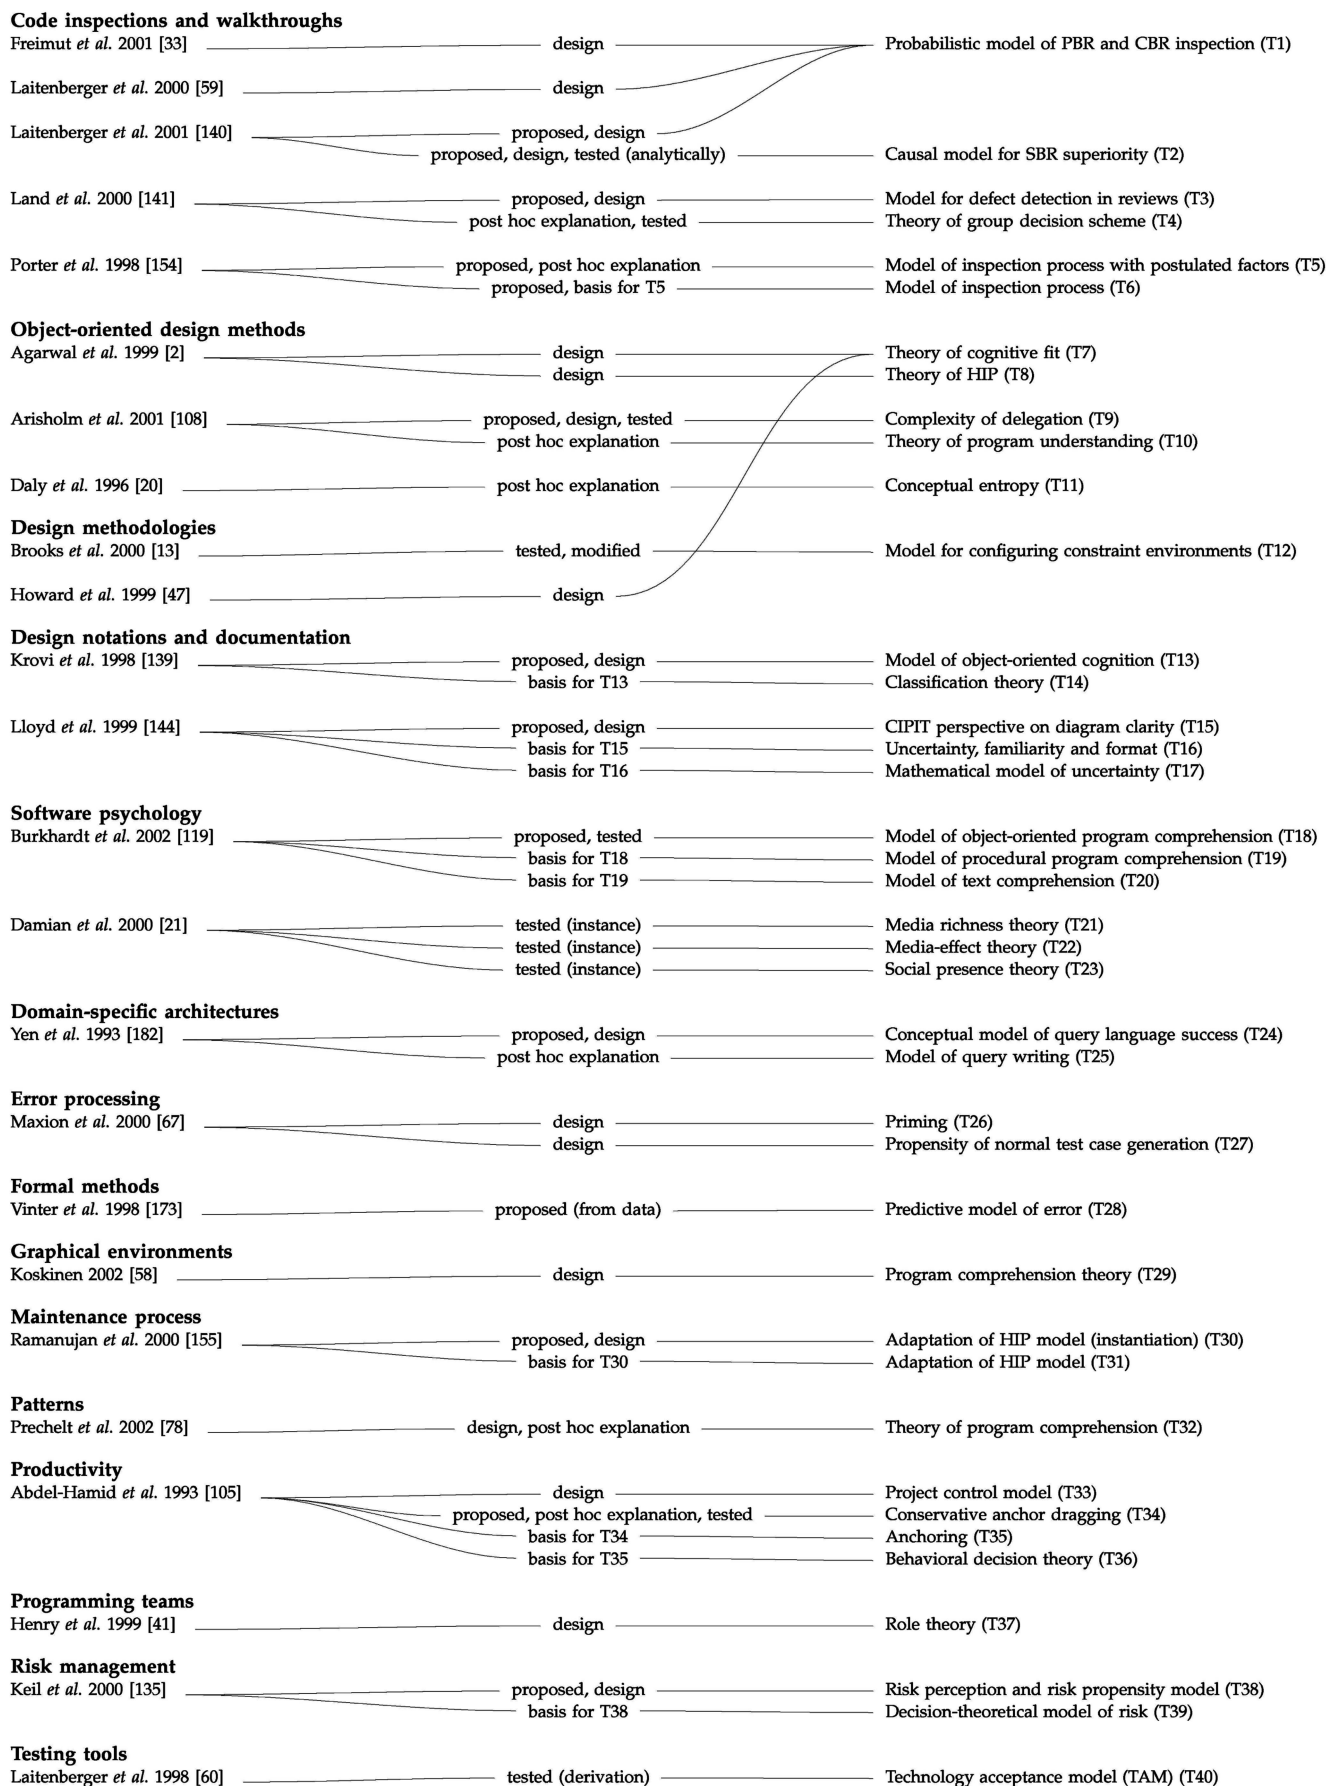 Code inspections and walkthroughs
Freimut et al. 2001 [33] design Probabilistic model of PBR and CBR inspection (T1)
Laitenberger et al. 2000 [59] design
Laitenberger et al. 2001 [140] proposed, design
proposed, design, tested (analytically) Causal model for SBR superiority (T2)
Land et al. 2000 [141] proposed, design Model for defect detection in reviews (T3)
post hoc explanation, tested Theory of group decision scheme (T4)
Porter et al. 1998 [154] proposed, post hoc explanation Model of inspection process with postulated factors (T5)
proposed, basis for T5 Model of inspection process (T6)
Object-oriented design methods
Agarwal et al. 1999 [2] design Theory of cognitive fit (T7)
design Theory of HIP (T8)
Arisholm et al. 2001 [108] proposed, design, tested Complexity of delegation (T9)
post hoc explanation Theory of program understanding (T10)
Daly et al. 1996 [20] post hoc explanation Conceptual entropy (T11)
Design methodologies
Brooks et al. 2000 [13] tested, modified Model for configuring constraint environments (T12)
Howard et al. 1999 [47] design
Design notations and documentation
Krovi et al. 1998 [139] proposed, design Model of object-oriented cognition (T13)
basis for T13 Classification theory (T14)
Lloyd et al. 1999 [144] proposed, design CIPIT perspective on diagram clarity (T15)
basis for T15 Uncertainty, familiarity and format (T16)
basis for T16 Mathematical model of uncertainty (T17)
Software psychology
Burkhardt et al. 2002 [119] proposed, tested Model of object-oriented program comprehension (T18)
basis for T18 Model of procedural program comprehension (T19)
basis for T19 Model of text comprehension (T20)
Damian et al. 2000 [21] tested (instance) Media richness theory (T21)
tested (instance) Media-effect theory (T22)
tested (instance) Social presence theory (T23)
Domain-specific architectures
Yen et al. 1993 [182] proposed, design Conceptual model of query language success (T24)
post hoc explanation Model of query writing (T25)
Error processing
Maxion et al. 2000 [67] design Priming (T26)
design Propensity of normal test case generation (T27)
Formal methods
Vinter et al. 1998 [173] proposed (from data) Predictive model of error (T28)
Graphical environments
Koskinen 2002 [58] design Program comprehension theory (T29)
Maintenance process
Ramanujan et al. 2000 [155] proposed, design Adaptation of HIP model (instantiation) (T30)
basis for T30 Adaptation of HIP model (T31)
Patterns
Prechelt et al. 2002 [78] design, post hoc explanation Theory of program comprehension (T32)
Productivity
Abdel-Hamid et al. 1993 [105] design Project control model (T33)
proposed, post hoc explanation, tested Conservative anchor dragging (T34)
basis for T34 Anchoring (T35)
basis for T35 Behavioral decision theory (T36)
Programming teams
Henry et al. 1999 [41] design Role theory (T37)
Risk management
Keil et al. 2000 [135] proposed, design Risk perception and risk propensity model (T38)
basis for T38 Decision-theoretical model of risk (T39)
Testing tools
Laitenberger et al. 1998 [60] tested (derivation) Technology acceptance model (TAM) (T40)